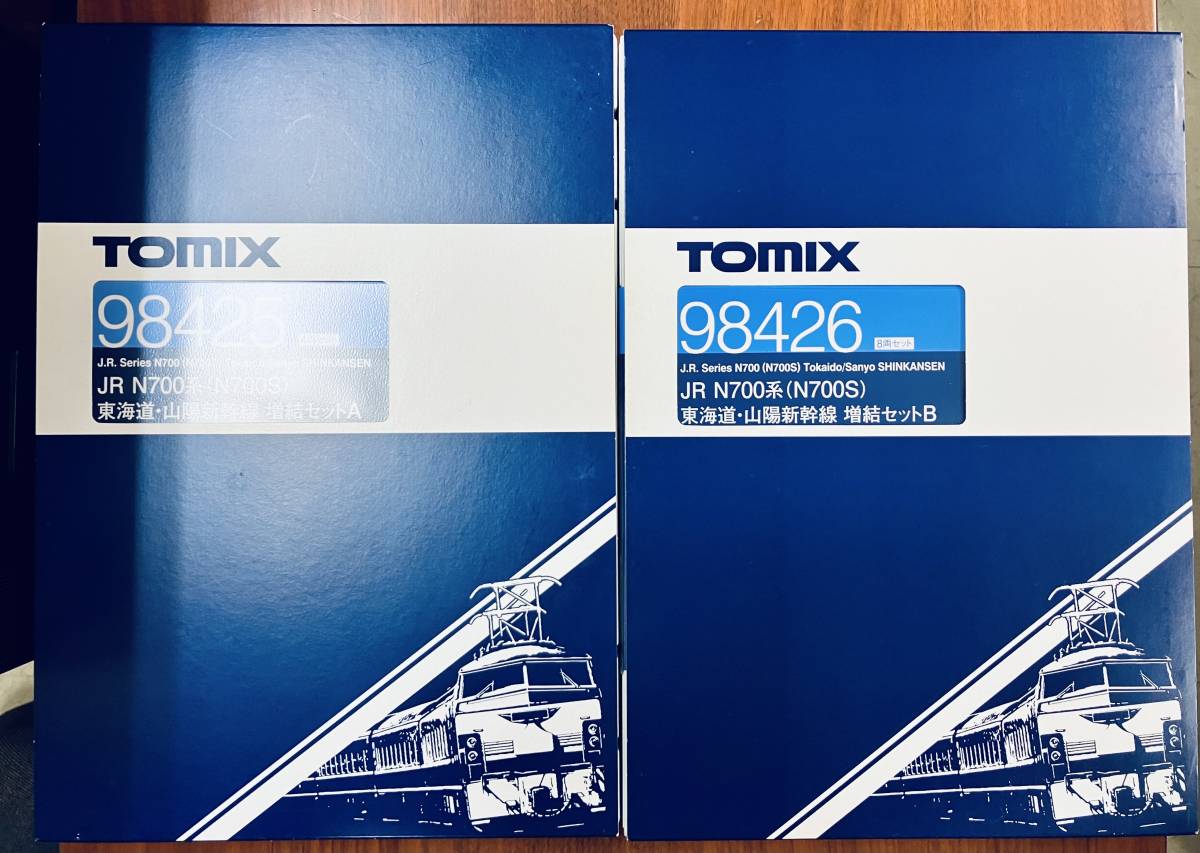 TOMIX
98425
J.R. Series N700 SHINKANSEN
JR N700系(N700S)
東海道・山陽新幹線 増結セットA
TOMIX
98426
8両セット
J.R. Series N700 (N700S) Tokaido/Sanyo SHINKANSEN
JR N700系(N700S)
東海道・山陽新幹線 増結セットB